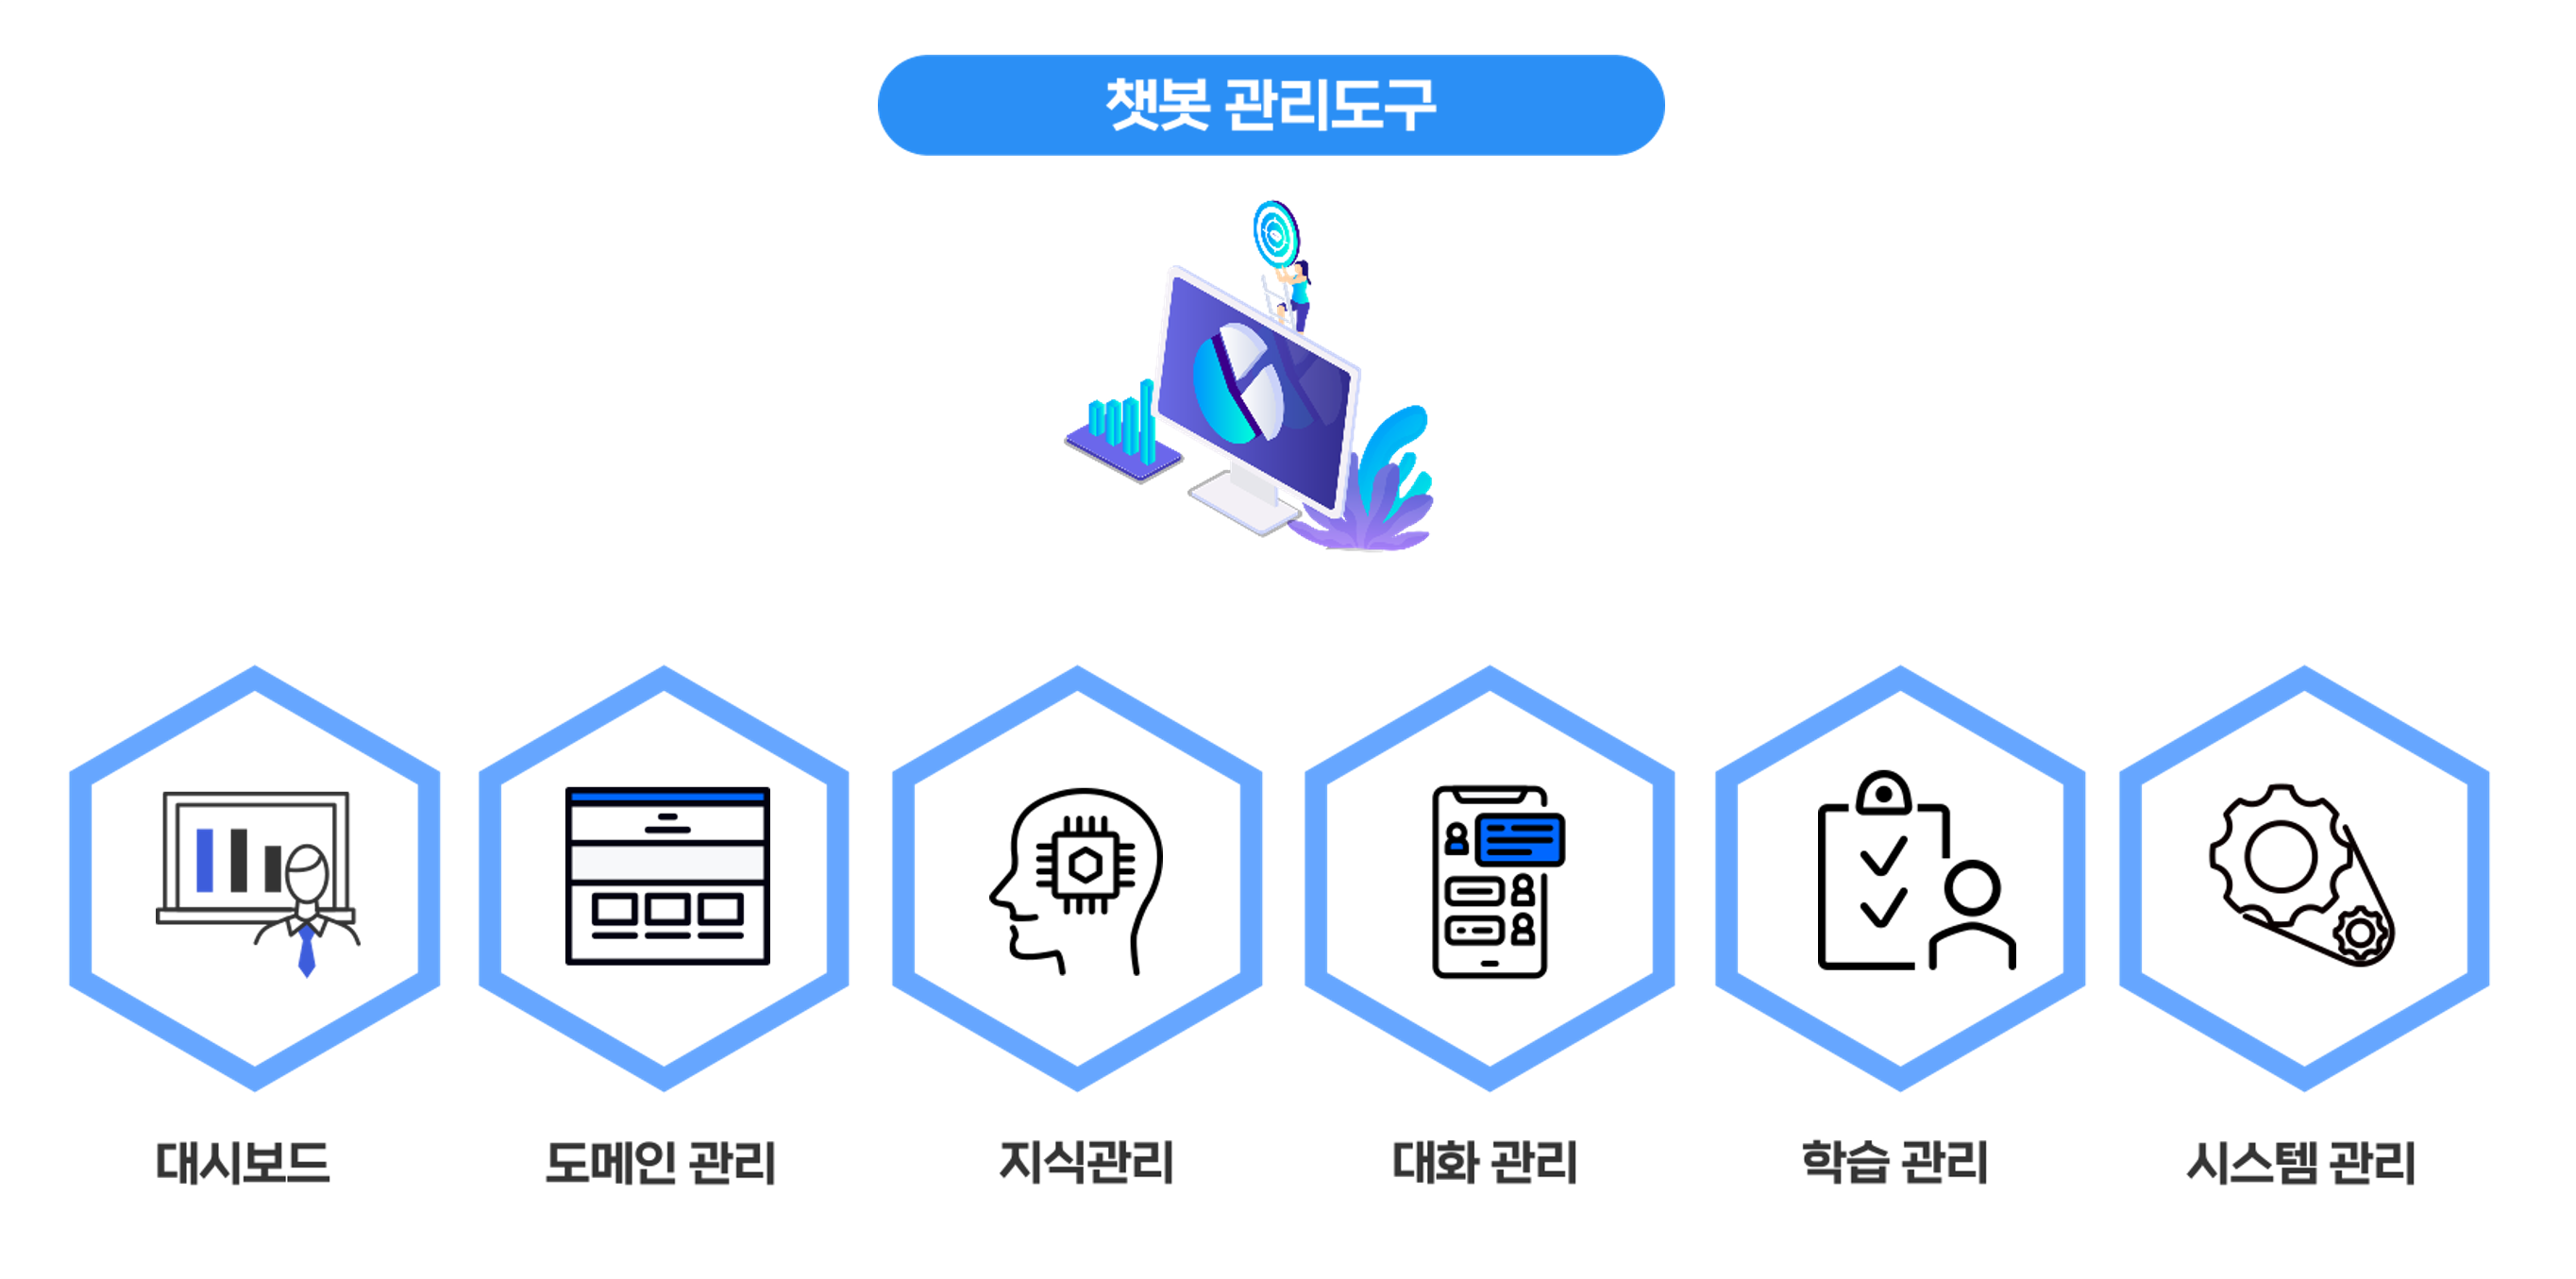 챗봇 관리도구
대시보드
도메인 관리
지식관리
대화 관리
학습 관리
시스템 관리